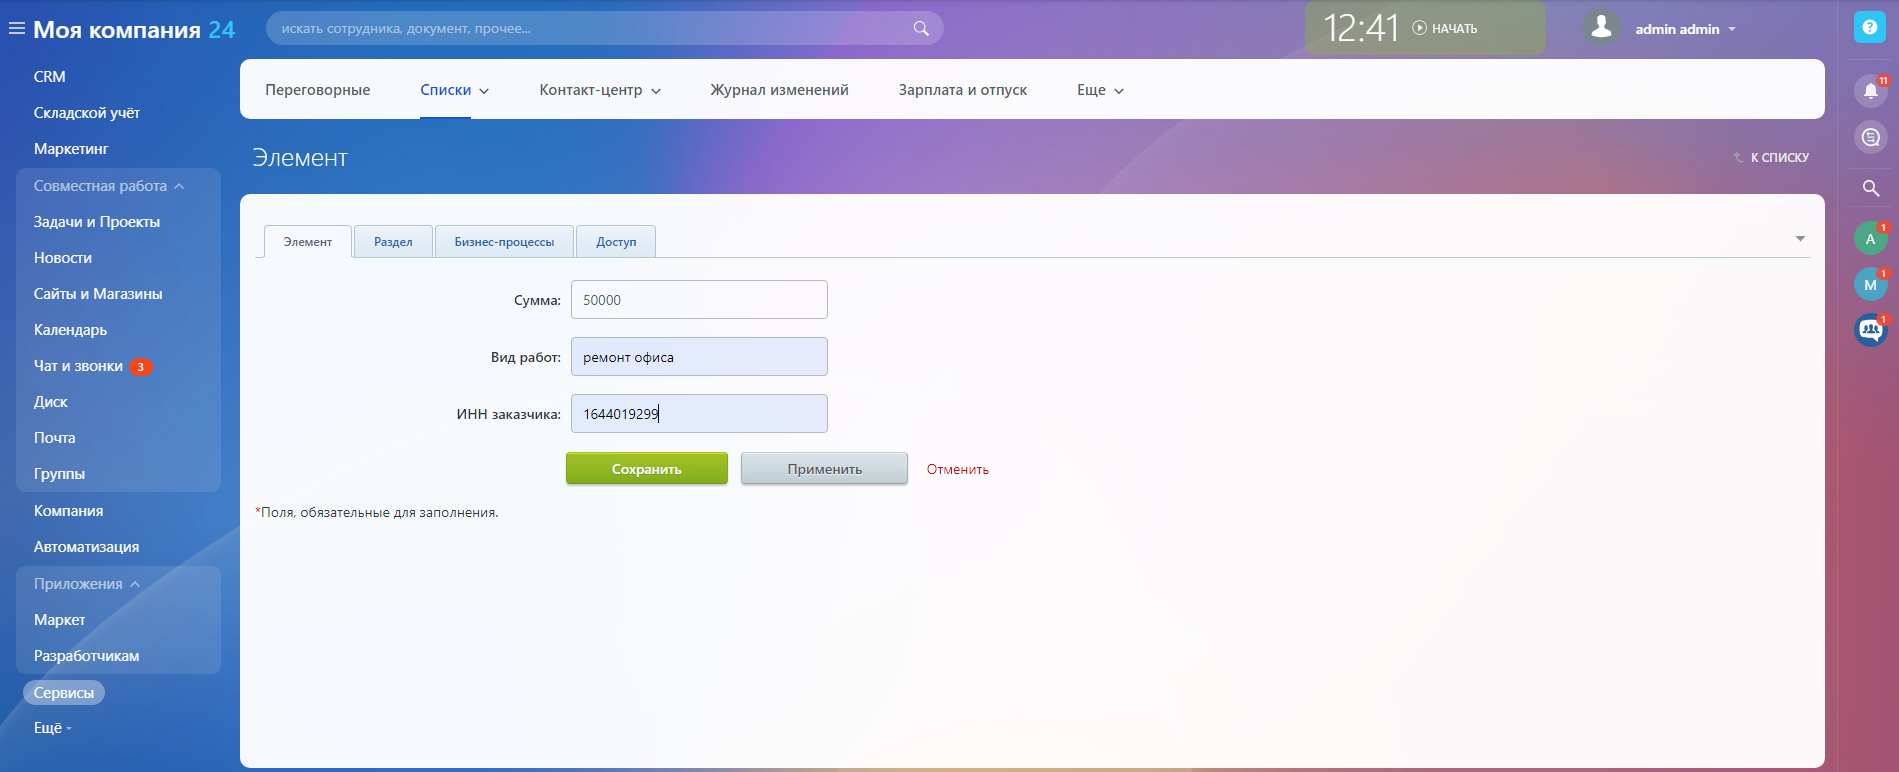 Моя компания 24
искать сотрудника, документ, прочее...
12:41
НАЧАТЬ
admin admin
?
CRM
Складской учёт
Маркетинг
Совместная работа
Задачи и Проекты
Новости
Сайты и Магазины
Календарь
Чат и звонки 3
Диск
Почта
Группы
Компания
Автоматизация
Приложения
Маркет
Разработчикам
Сервисы
Ещё
Переговорные
Списки
Контакт-центр
Журнал изменений
Зарплата и отпуск
Еще
Элемент
К СПИСКУ
Элемент
Раздел
Бизнес-процессы
Доступ
Сумма: 50000
Вид работ: ремонт офиса
ИНН заказчика: 1644019299
Сохранить
Применить
Отменить
*Поля, обязательные для заполнения.
11
A 1
M 1
1